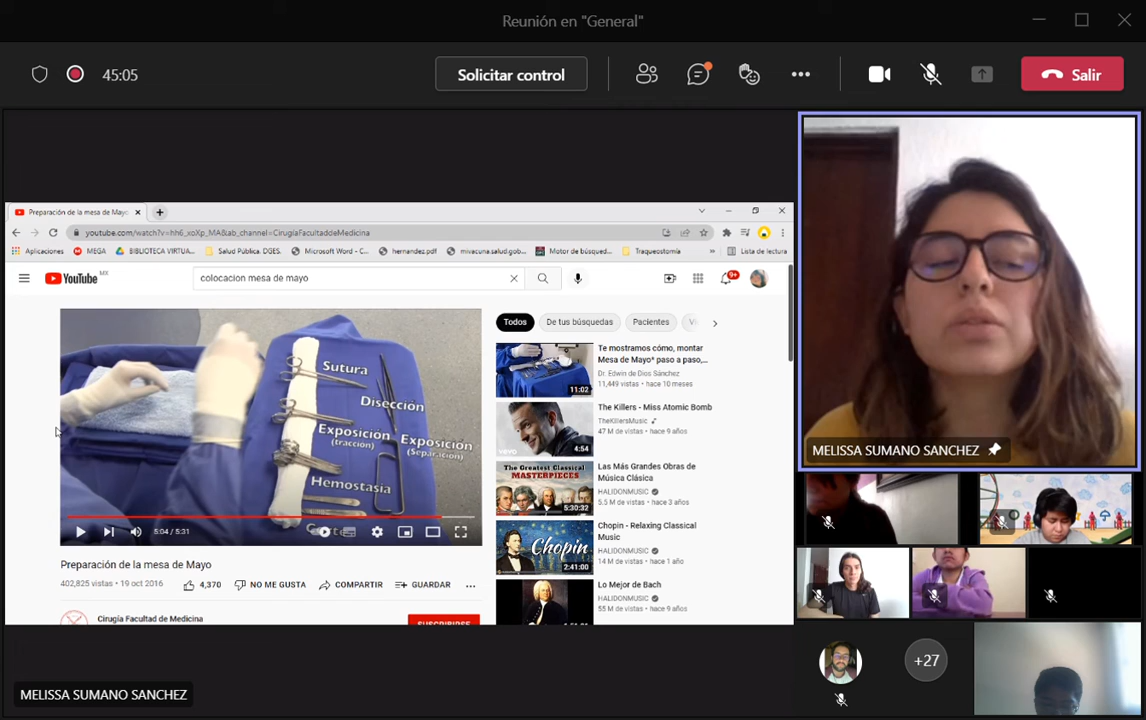 Reunión en "General"
45:05
Solicitar control
Salir
Preparación de la mesa de Mayo
youtube.com/watch?v=hh6_xoXp_MA&ab_channel=CirugíaFacultaddeMedicina
Aplicaciones
MEGA
BIBLIOTECA VIRTUA...
Salud Pública. DGES.
Microsoft Word - C...
hernandez.pdf
mivacuna.salud.gob...
Motor de búsqued...
Traqueostomía
»
Lista de lectura
YouTube MX
colocacion mesa de mayo
9+
Sutura
Disección
Exposición
(tracción)
Exposición
(Separación)
Hemostasia
5:04 / 5:31
Preparación de la mesa de Mayo
402,825 vistas • 19 oct 2016
4,370
NO ME GUSTA
COMPARTIR
GUARDAR
...
Cirugía Facultad de Medicina
SUSCRIBIRSE
Todos
De tus búsquedas
Pacientes
Te mostramos cómo, montar
Mesa de Mayo* paso a paso,...
Dr. Edwin de Dios Sánchez
11,449 vistas • hace 10 meses
11:02
The Killers - Miss Atomic Bomb
TheKillersMusic
47 M de vistas • hace 9 años
vevo
4:54
Las Más Grandes Obras de
Música Clásica
HALIDONMUSIC
5,5 M de vistas • hace 3 años
The Greatest Classical
MASTERPIECES
5:30:32
Chopin - Relaxing Classical
Music
HALIDONMUSIC
14 M de vistas • hace 1 año
Chopin
2:41:00
Lo Mejor de Bach
HALIDONMUSIC
55 M de vistas • hace 9 años
MELISSA SUMANO SANCHEZ
+27
MELISSA SUMANO SANCHEZ